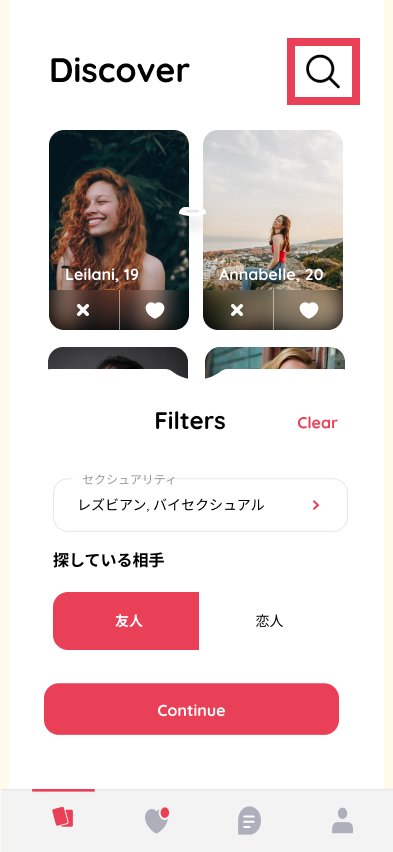 Discover
Leilani, 19
Annabelle, 20
Filters
Clear
セクシュアリティ
レズビアン, バイセクシュアル
探している相手
友人
恋人
Continue